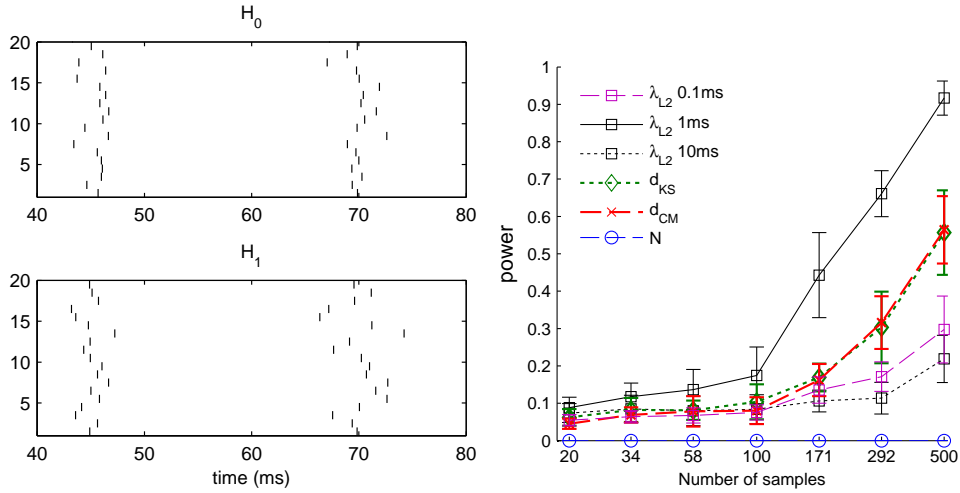 H0
20
15
10
5
40 50 60 70 80
H1
20
15
10
5
40 50 60 70 80
time (ms)
1
0.9
0.8
0.7
0.6
0.5
0.4
0.3
0.2
0.1
0
power
λL2 0.1ms
λL2 1ms
λL2 10ms
dKS
dCM
N
20 34 58 100 171 292 500
Number of samples